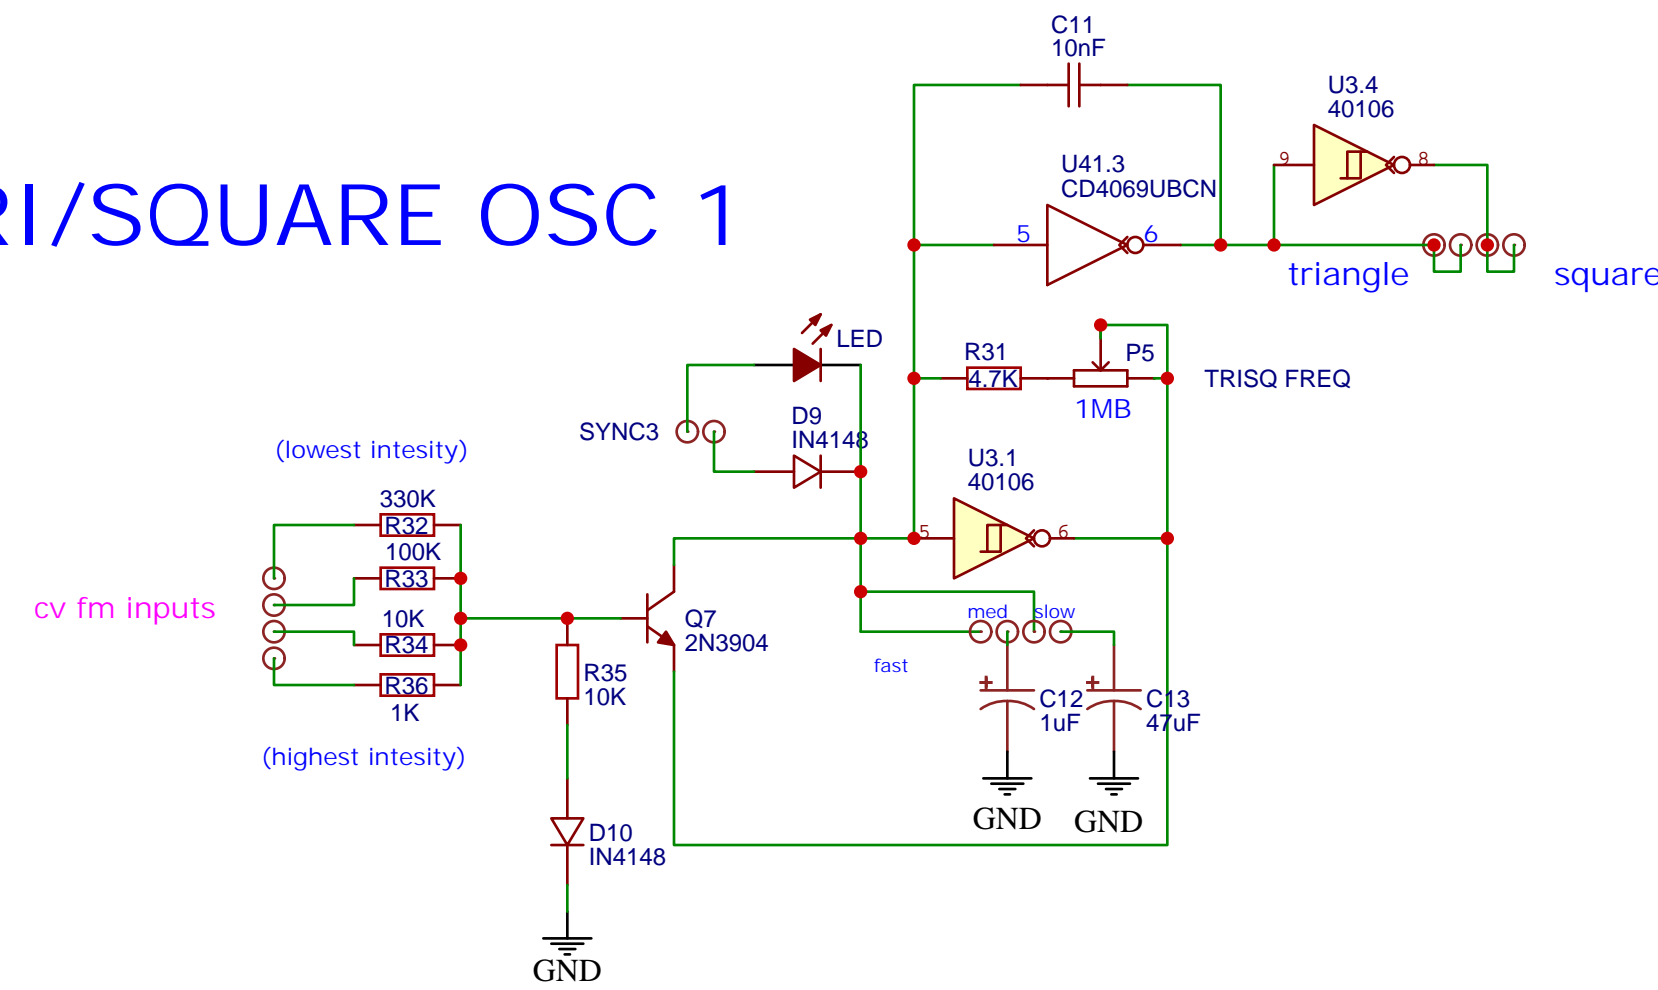 C11
10nF
U3.4
40106
9
8
U41.3
CD4069UBCN
5
6
RI/SQUARE OSC 1
triangle
square
LED
R31
4.7K
P5
1MB
TRISQ FREQ
SYNC3
D9
IN4148
(lowest intesity)
U3.1
40106
5
6
330K
R32
100K
R33
cv fm inputs
10K
R34
R36
1K
(highest intesity)
Q7
2N3904
R35
10K
med
slow
fast
C12
1uF
C13
47uF
GND
GND
D10
IN4148
GND